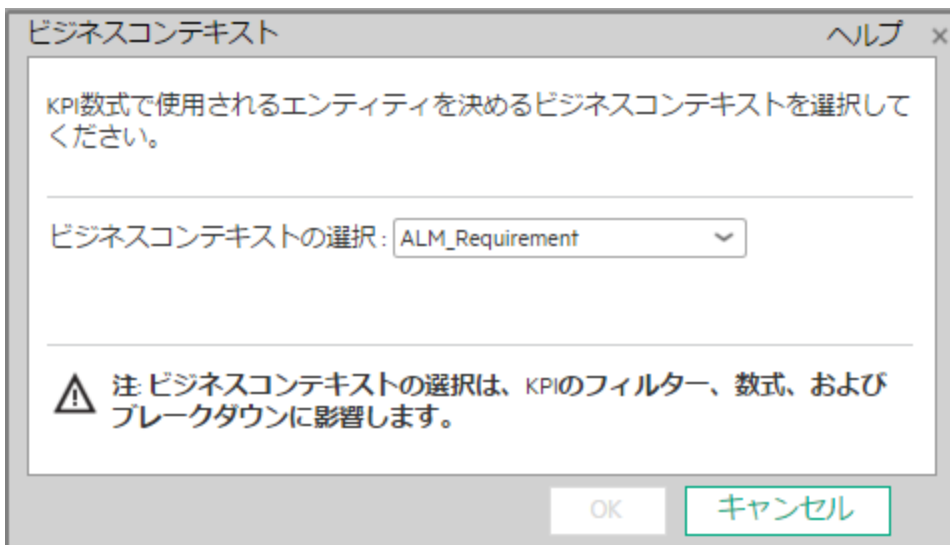 ビジネスコンテキスト ヘルプ ×
KPI数式で使用されるエンティティを決めるビジネスコンテキストを選択して
ください。
ビジネスコンテキストの選択: ALM_Requirement
注: ビジネスコンテキストの選択は、KPIのフィルター、数式、および
ブレークダウンに影響します。
OK キャンセル